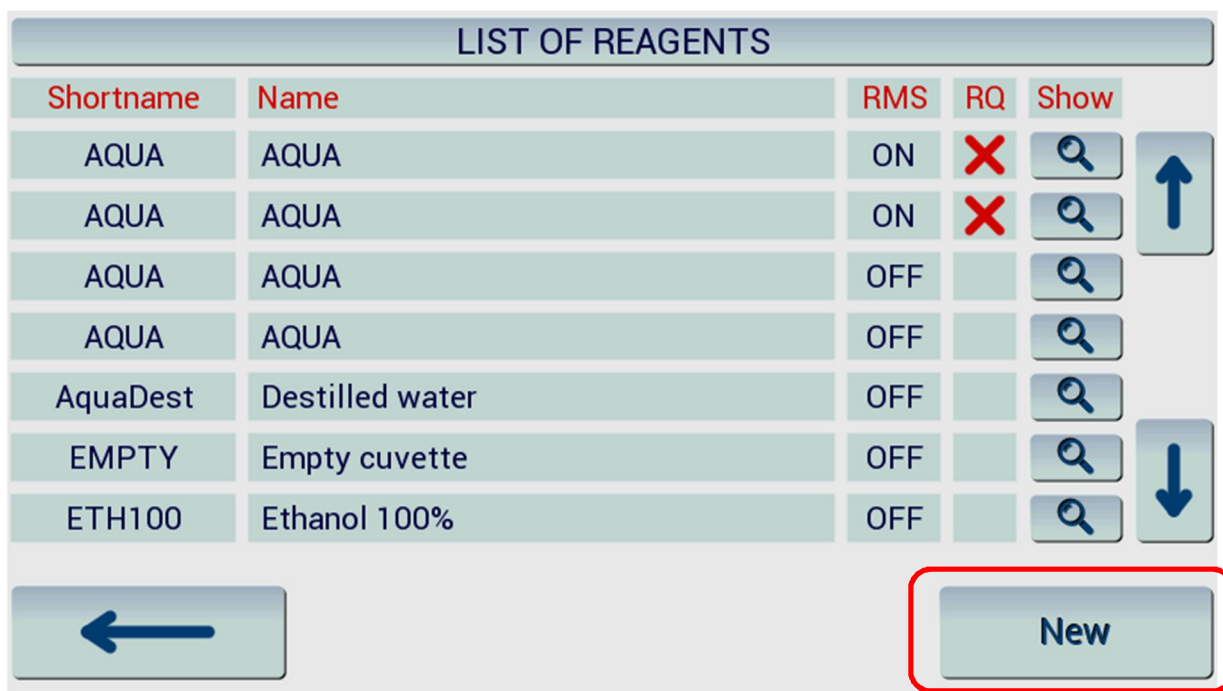 LIST OF REAGENTS
Shortname Name RMS RQ Show
AQUA AQUA ON
AQUA AQUA ON
AQUA AQUA OFF
AQUA AQUA OFF
AquaDest Destilled water OFF
EMPTY Empty cuvette OFF
ETH100 Ethanol 100% OFF
New